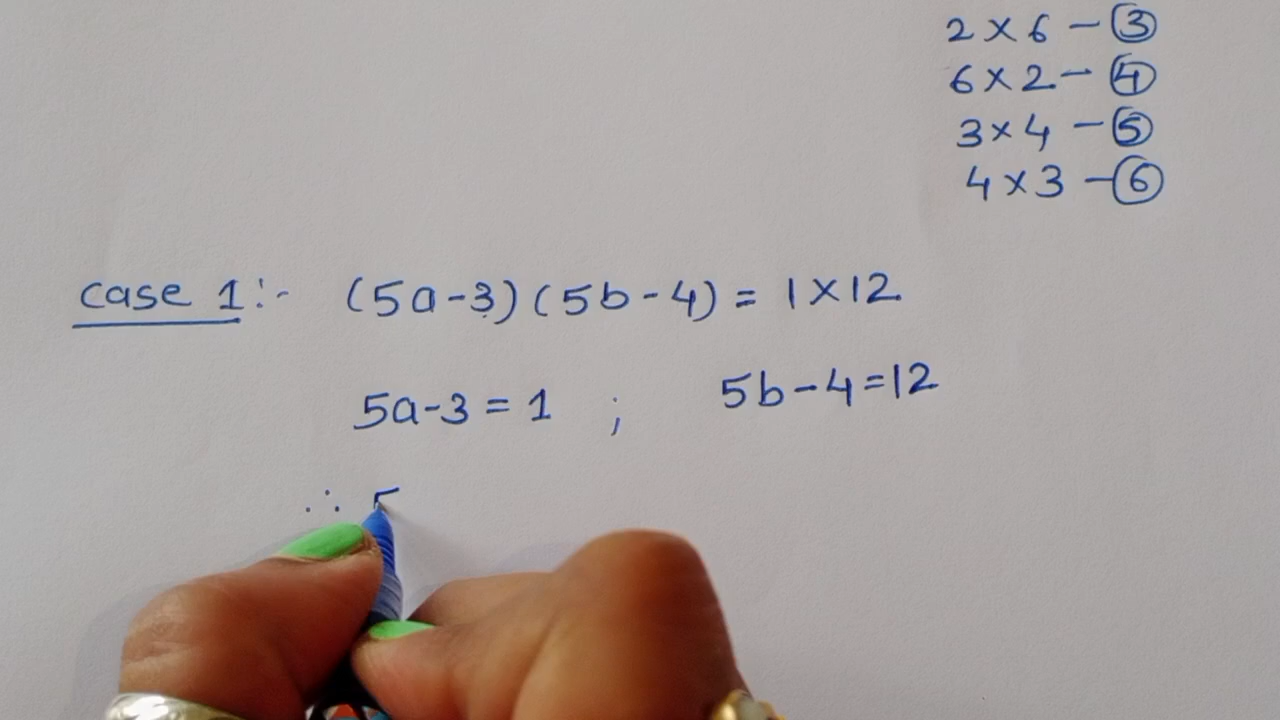 2 × 6 - ③
6 × 2 - ④
3 × 4 - ⑤
4 × 3 - ⑥
case 1:- (5a-3)(5b-4) = 1 × 12
5a-3 = 1 ; 5b-4=12
∴ 5